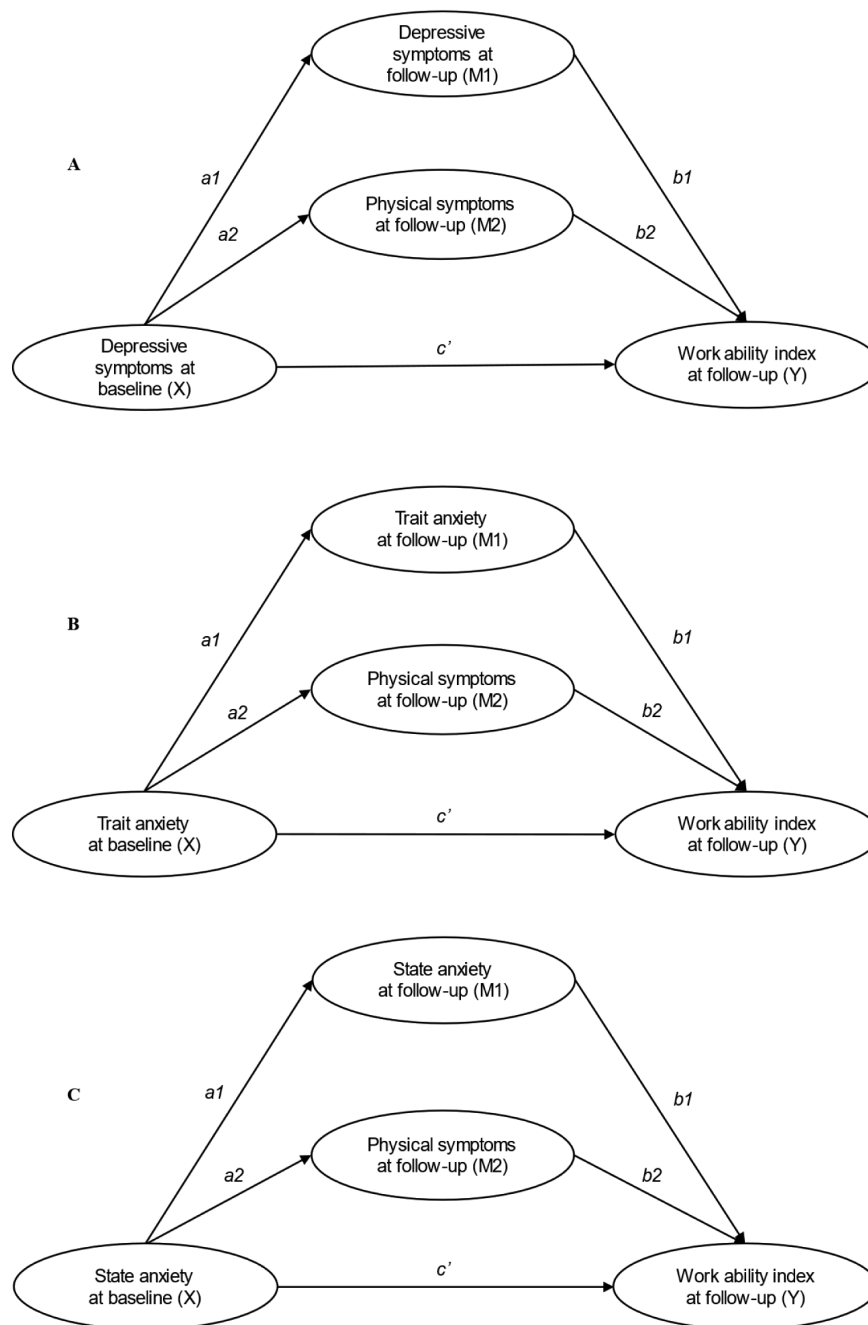 Depressive
symptoms at
follow-up (M1)
A
a1
b1
Physical symptoms
at follow-up (M2)
a2
b2
Depressive
symptoms at
baseline (X)
c’
Work ability index
at follow-up (Y)
Trait anxiety
at follow-up (M1)
B
a1
b1
Physical symptoms
at follow-up (M2)
a2
b2
Trait anxiety
at baseline (X)
c’
Work ability index
at follow-up (Y)
State anxiety
at follow-up (M1)
C
a1
b1
Physical symptoms
at follow-up (M2)
a2
b2
State anxiety
at baseline (X)
c’
Work ability index
at follow-up (Y)